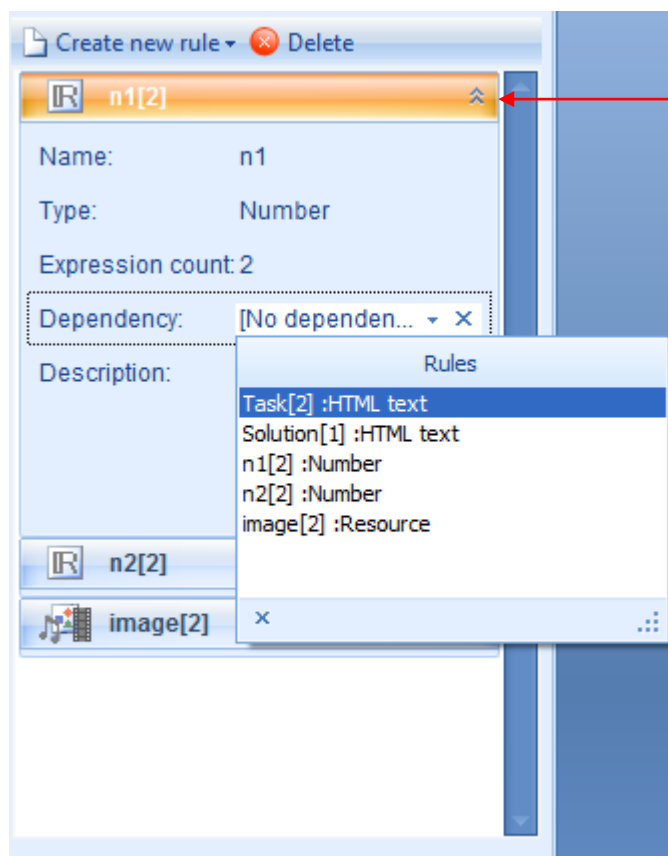 Create new rule Delete
n1[2]
Name: n1
Type: Number
Expression count: 2
Dependency: [No dependen...
Description:
Rules
Task[2] :HTML text
Solution[1] :HTML text
n1[2] :Number
n2[2] :Number
image[2] :Resource
n2[2]
image[2]